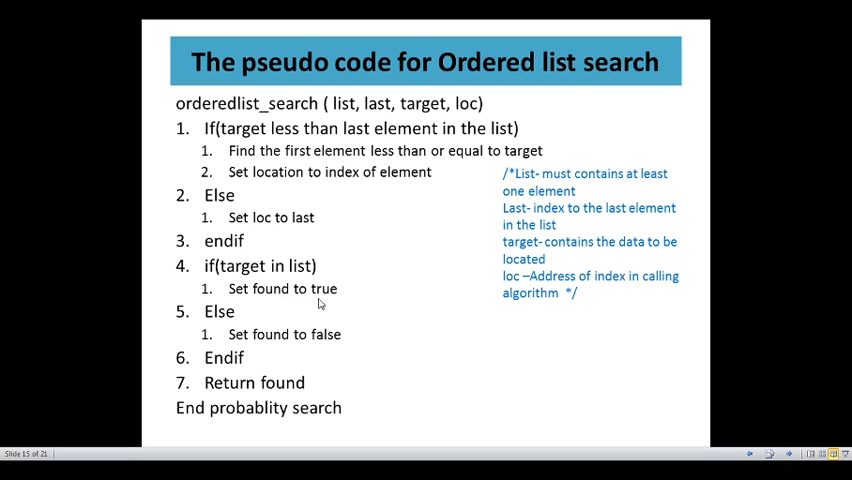 The pseudo code for Ordered list search
orderedlist_search ( list, last, target, loc)
1. If(target less than last element in the list)
1. Find the first element less than or equal to target
2. Set location to index of element
2. Else
1. Set loc to last
3. endif
4. if(target in list)
1. Set found to true
5. Else
1. Set found to false
6. Endif
7. Return found
End probablity search
/*List- must contains at least
one element
Last- index to the last element
in the list
target- contains the data to be
located
loc –Address of index in calling
algorithm */
Slide 15 of 21